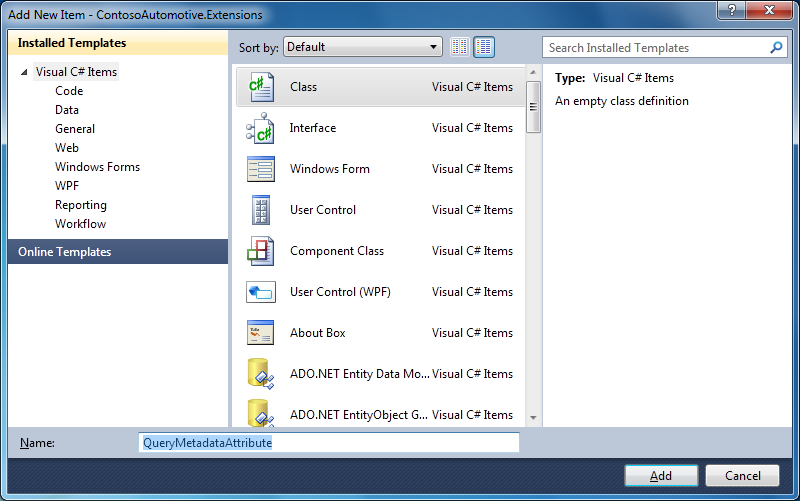 Add New Item - ContosoAutomotive.Extensions
Installed Templates
Visual C# Items
Code
Data
General
Web
Windows Forms
WPF
Reporting
Workflow
Online Templates
Sort by: Default
Class Visual C# Items
Interface Visual C# Items
Windows Form Visual C# Items
User Control Visual C# Items
Component Class Visual C# Items
User Control (WPF) Visual C# Items
About Box Visual C# Items
ADO.NET Entity Data Mo... Visual C# Items
ADO.NET EntityObject G... Visual C# Items
Search Installed Templates
Type: Visual C# Items
An empty class definition
Name: QueryMetadataAttribute
Add Cancel